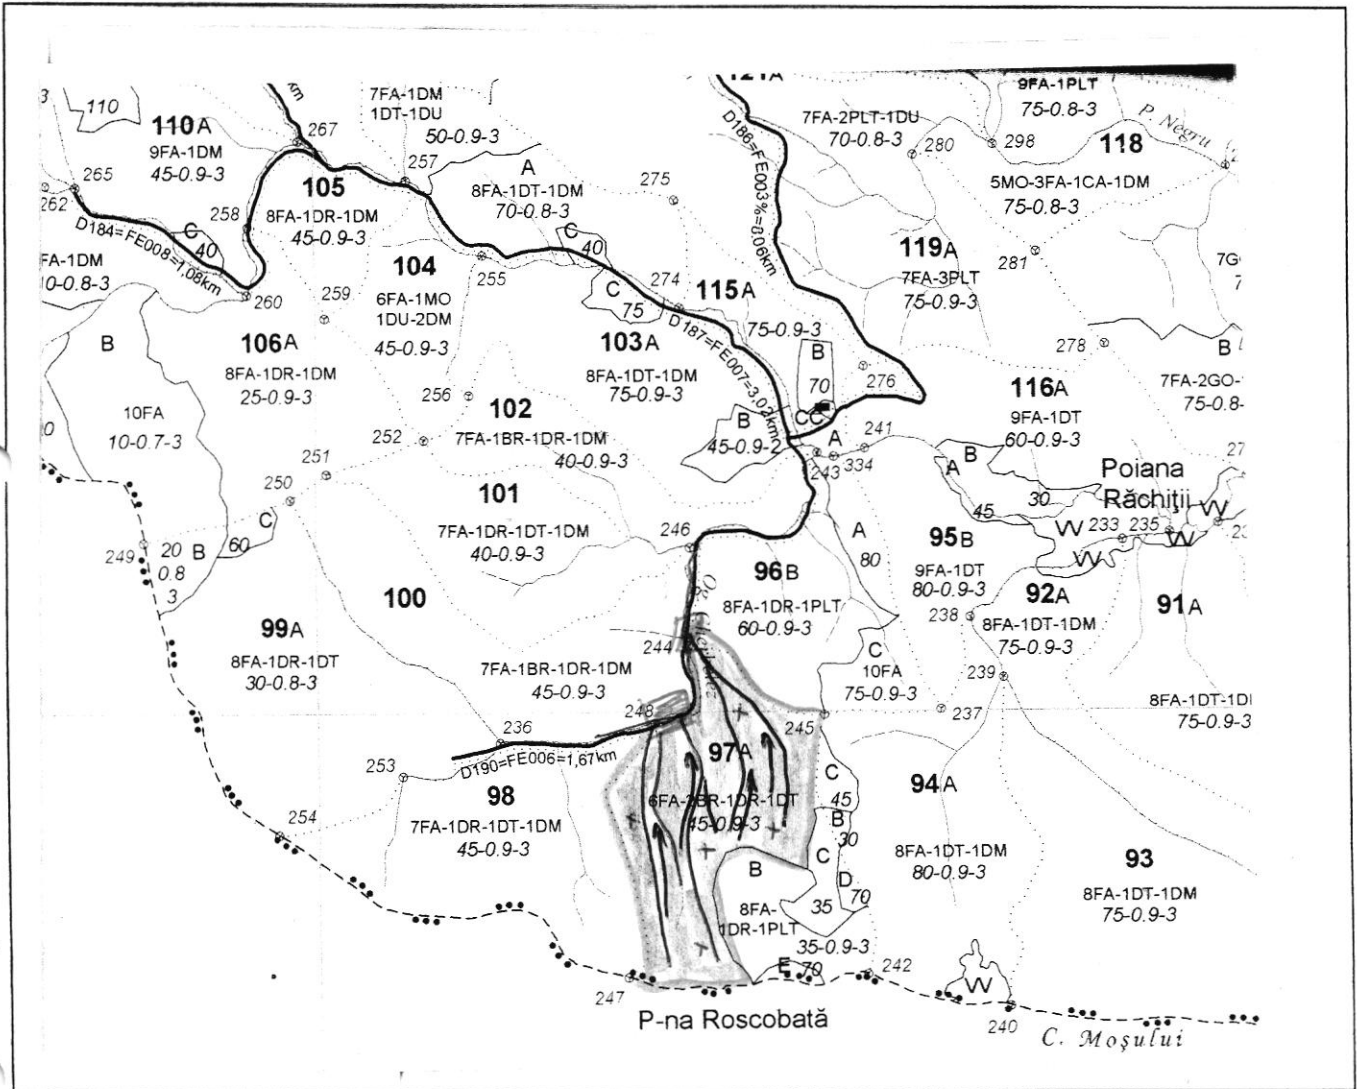 121A
9FA-1PLT
75-0.8-3
km
7FA-1DM
1DT-1DU
50-0.9-3
110
110A
9FA-1DM
45-0.9-3
267
257
7FA-2PLT-1DU
70-0.8-3
280
298
118
P. Negru
5MO-3FA-1CA-1DM
75-0.8-3
265
262
105
8FA-1DR-1DM
45-0.9-3
258
A
8FA-1DT-1DM
70-0.8-3
275
D186=FE003%=8,06km
D184=FE008=1,08km
C
40
C
40
104
6FA-1MO
1DU-2DM
45-0.9-3
255
259
260
FA-1DM
0-0.8-3
274
C
75
115A
75-0.9-3
D187=FE007=3,02km
119A
7FA-3PLT
75-0.9-3
281
278
B
106A
8FA-1DR-1DM
25-0.9-3
103A
8FA-1DT-1DM
75-0.9-3
B
70
CC
276
116A
9FA-1DT
60-0.9-3
B
7FA-2GO-
75-0.8-
10FA
10-0.7-3
256
102
7FA-1BR-1DR-1DM
40-0.9-3
252
B
45-0.9-2
A
241
243
334
251
250
B
A
45
30
Poiana
Răchiții
101
7FA-1DR-1DT-1DM
40-0.9-3
246
A
80
95B
9FA-1DT
80-0.9-3
233
235
W
W
W
W
249
20
0.8
3
B
C
60
96B
8FA-1DR-1PLT
60-0.9-3
238
92A
8FA-1DT-1DM
75-0.9-3
91A
100
99A
8FA-1DR-1DT
30-0.8-3
7FA-1BR-1DR-1DM
45-0.9-3
244
C
10FA
75-0.9-3
239
237
8FA-1DT-1D
75-0.9-3
248
245
236
D190=FE006=1,67km
97A
253
98
7FA-1DR-1DT-1DM
45-0.9-3
45-0.9-3
C
45
94A
254
B
30
C
D
70
35
8FA-1DT-1DM
80-0.9-3
93
8FA-1DT-1DM
75-0.9-3
B
8FA-
1DR-1PLT
35-0.9-3
E
70
242
W
247
240
P-na Roscobată
C. Moșului